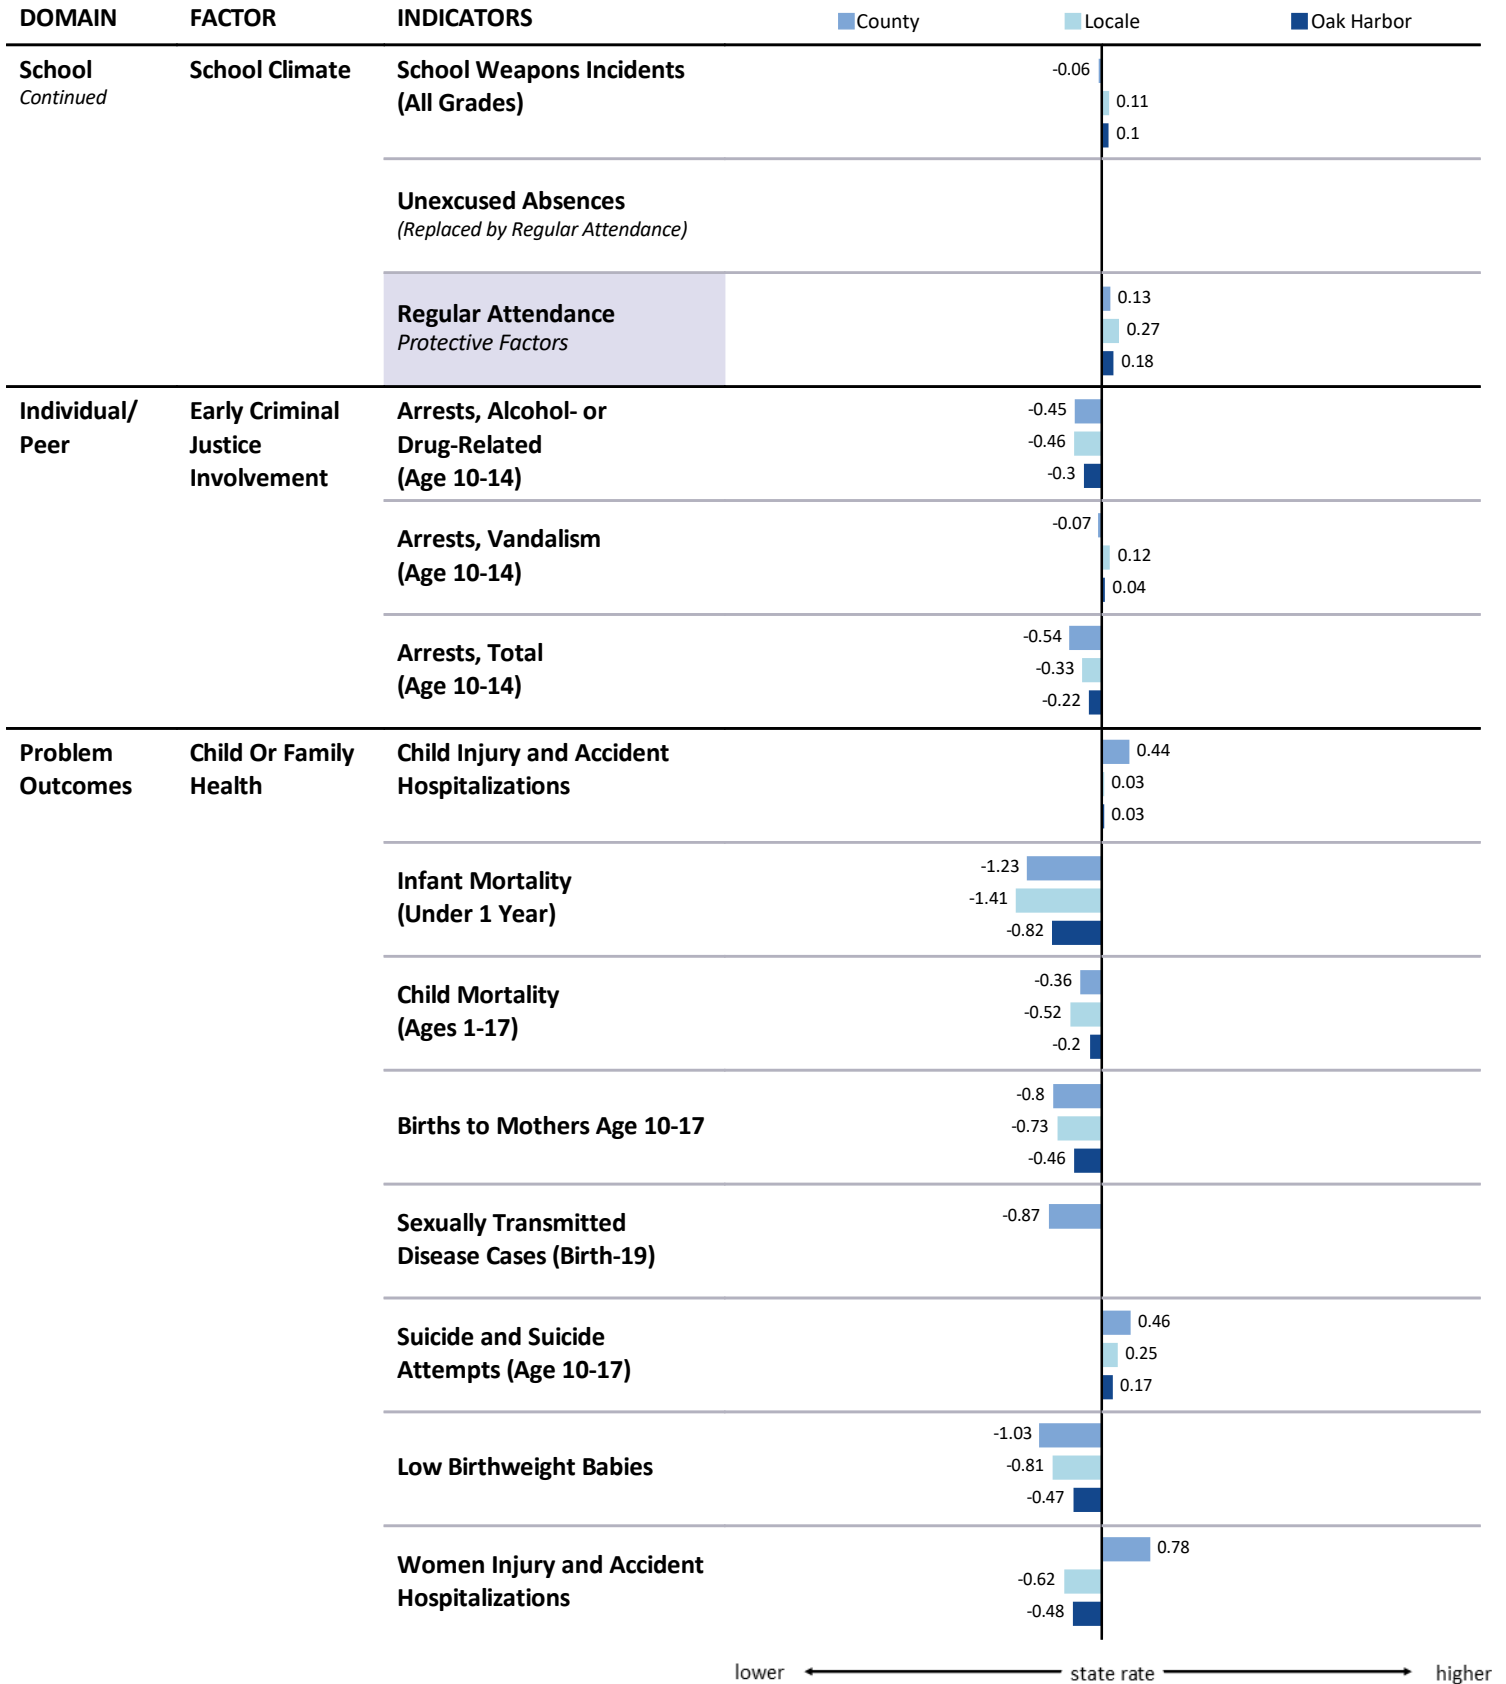 DOMAIN FACTOR INDICATORS County Locale Oak Harbor
School School Climate School Weapons Incidents
Continued
(All Grades)
-0.06
0.11
0.1
Unexcused Absences
(Replaced by Regular Attendance)
Regular Attendance
Protective Factors
0.13
0.27
0.18
Individual/ Early Criminal Arrests, Alcohol- or
Peer Justice Drug-Related
Involvement (Age 10-14)
-0.45
-0.46
-0.3
Arrests, Vandalism
(Age 10-14)
-0.07
0.12
0.04
Arrests, Total
(Age 10-14)
-0.54
-0.33
-0.22
Problem Child Or Family Child Injury and Accident
Outcomes Health Hospitalizations
0.44
0.03
0.03
Infant Mortality
(Under 1 Year)
-1.23
-1.41
-0.82
Child Mortality
(Ages 1-17)
-0.36
-0.52
-0.2
Births to Mothers Age 10-17
-0.8
-0.73
-0.46
Sexually Transmitted
Disease Cases (Birth-19)
-0.87
Suicide and Suicide
Attempts (Age 10-17)
0.46
0.25
0.17
Low Birthweight Babies
-1.03
-0.81
-0.47
Women Injury and Accident
Hospitalizations
0.78
-0.62
-0.48
lower state rate higher